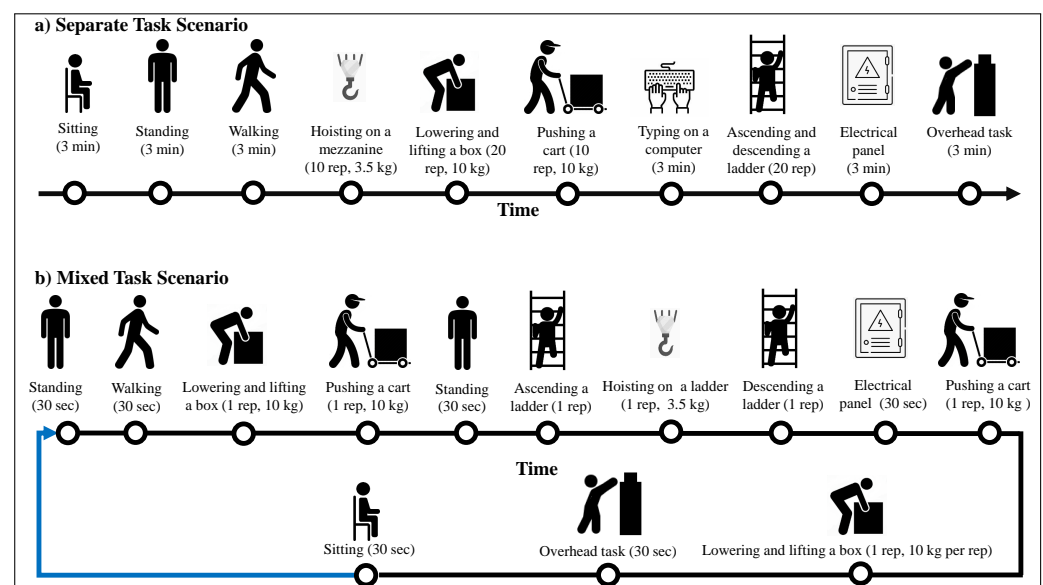 a) Separate Task Scenario
Sitting
(3 min)
Standing
(3 min)
Walking
(3 min)
Hoisting on a
mezzanine
(10 rep, 3.5 kg)
Lowering and
lifting a box (20
rep, 10 kg)
Pushing a
cart (10
rep, 10kg)
Typing on a
computer
(3 min)
Ascending and
descending a
ladder (20 rep)
Electrical
panel
(3 min)
Overhead task
(3 min)
Time
b) Mixed Task Scenario
Standing
(30 sec)
Walking
(30 sec)
Lowering and lifting
a box (1 rep, 10 kg)
Pushing a cart
(1 rep, 10 kg)
Standing
(30 sec)
Ascending a
ladder (1 rep)
Hoisting on a ladder
(1 rep, 3.5 kg)
Descending a
ladder (1 rep)
Electrical
panel (30 sec)
Pushing a cart
(1 rep, 10 kg )
Time
Sitting (30 sec)
Overhead task (30 sec)
Lowering and lifting a box (1 rep, 10 kg per rep)